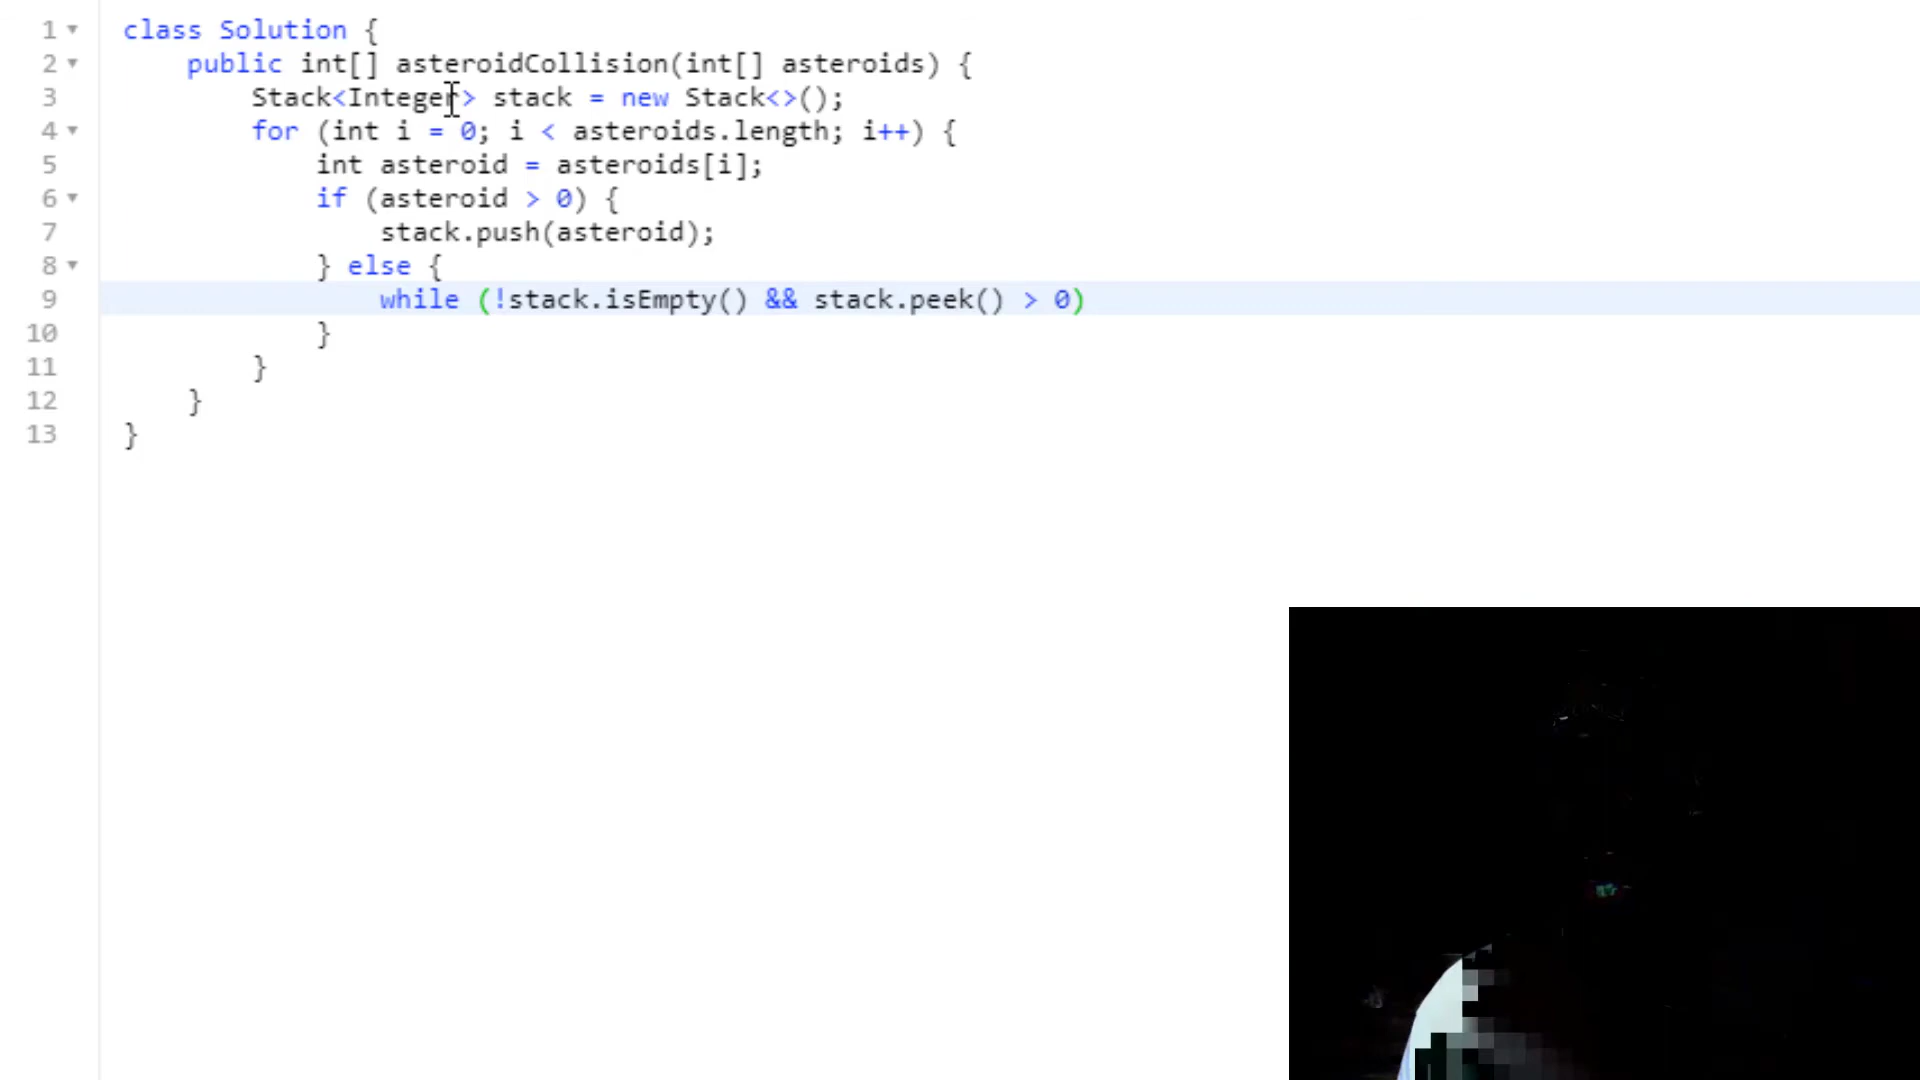 1 class Solution {
2 public int[] asteroidCollision(int[] asteroids) {
3 Stack<Integer> stack = new Stack<>();
4 for (int i = 0; i < asteroids.length; i++) {
5 int asteroid = asteroids[i];
6 if (asteroid > 0) {
7 stack.push(asteroid);
8 } else {
9 while (!stack.isEmpty() && stack.peek() > 0)
10 }
11 }
12 }
13 }